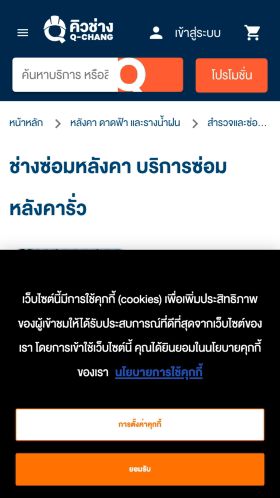 คิวช่าง
Q-CHANG
เข้าสู่ระบบ
ค้นหาบริการ หรือสิ
โปรโมชั่น
หน้าหลัก > หลังคา ดาดฟ้า และรางน้ำฝน > สำรวจและซ่อ...
ช่างซ่อมหลังคา บริการซ่อม
หลังคารั่ว
เว็บไซต์นี้มีการใช้คุกกี้ (cookies) เพื่อเพิ่มประสิทธิภาพ
ของผู้เข้าชมให้ได้รับประสบการณ์ที่ดีที่สุดจากเว็บไซต์ของ
เรา โดยการเข้าใช้เว็บไซต์นี้ คุณได้ยินยอมในนโยบายคุกกี้
ของเรา นโยบายการใช้คุกกี้
การตั้งค่าคุกกี้
ยอมรับ